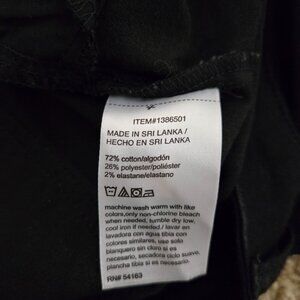 ITEM#1386501
MADE IN SRI LANKA /
HECHO EN SRI LANKA
72% cotton/algodón
26% polyester/poliéster
2% elastane/elastano
machine wash warm with like
colors, only non-chlorine bleach
when needed, tumble dry low,
cool iron if needed / lavar en
lavadora con agua tibia con
colores similares, use solo
blanquero sin cloro si es
necesario, secadora ciclo suave,
plancha tibia si es necesario.
RN# 54163